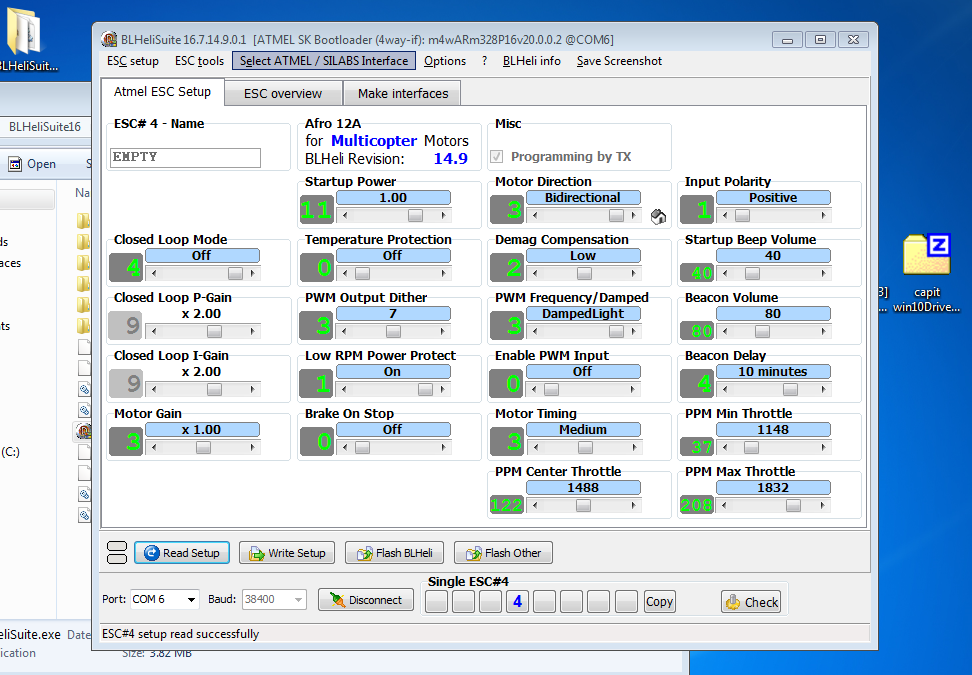 BLHeliSuit...
BLHeliSuite 16.7.14.9.0.1 [ATMEL SK Bootloader (4way-if): m4wARm328P16v20.0.0.2 @COM6]
ESC setup ESC tools Select ATMEL / SILABS Interface Options ? BLHeli info Save Screenshot
Atmel ESC Setup ESC overview Make interfaces
BLHeliSuite16
Open
Na
ds
aces
ts
(C:)
ESC# 4 - Name
EMPTY
Afro 12A
for Multicopter Motors
BLHeli Revision: 14.9
Misc
Programming by TX
Startup Power
11 1.00
Motor Direction
3 Bidirectional
Input Polarity
1 Positive
Closed Loop Mode
4 Off
Temperature Protection
0 Off
Demag Compensation
2 Low
Startup Beep Volume
40 40
Closed Loop P-Gain
9 x 2.00
PWM Output Dither
3 7
PWM Frequency/Damped
3 DampedLight
Beacon Volume
80 80
Closed Loop I-Gain
9 x 2.00
Low RPM Power Protect
1 On
Enable PWM Input
0 Off
Beacon Delay
4 10 minutes
Motor Gain
3 x 1.00
Brake On Stop
0 Off
Motor Timing
3 Medium
PPM Min Throttle
37 1148
PPM Center Throttle
122 1488
PPM Max Throttle
208 1832
Read Setup Write Setup Flash BLHeli Flash Other
Single ESC#4
Port: COM 6 Baud: 38400 Disconnect 4 Copy Check
ESC#4 setup read successfully
eliSuite.exe Date
ication Size: 3.82 MB
3] capit
... win10Drive...
Z